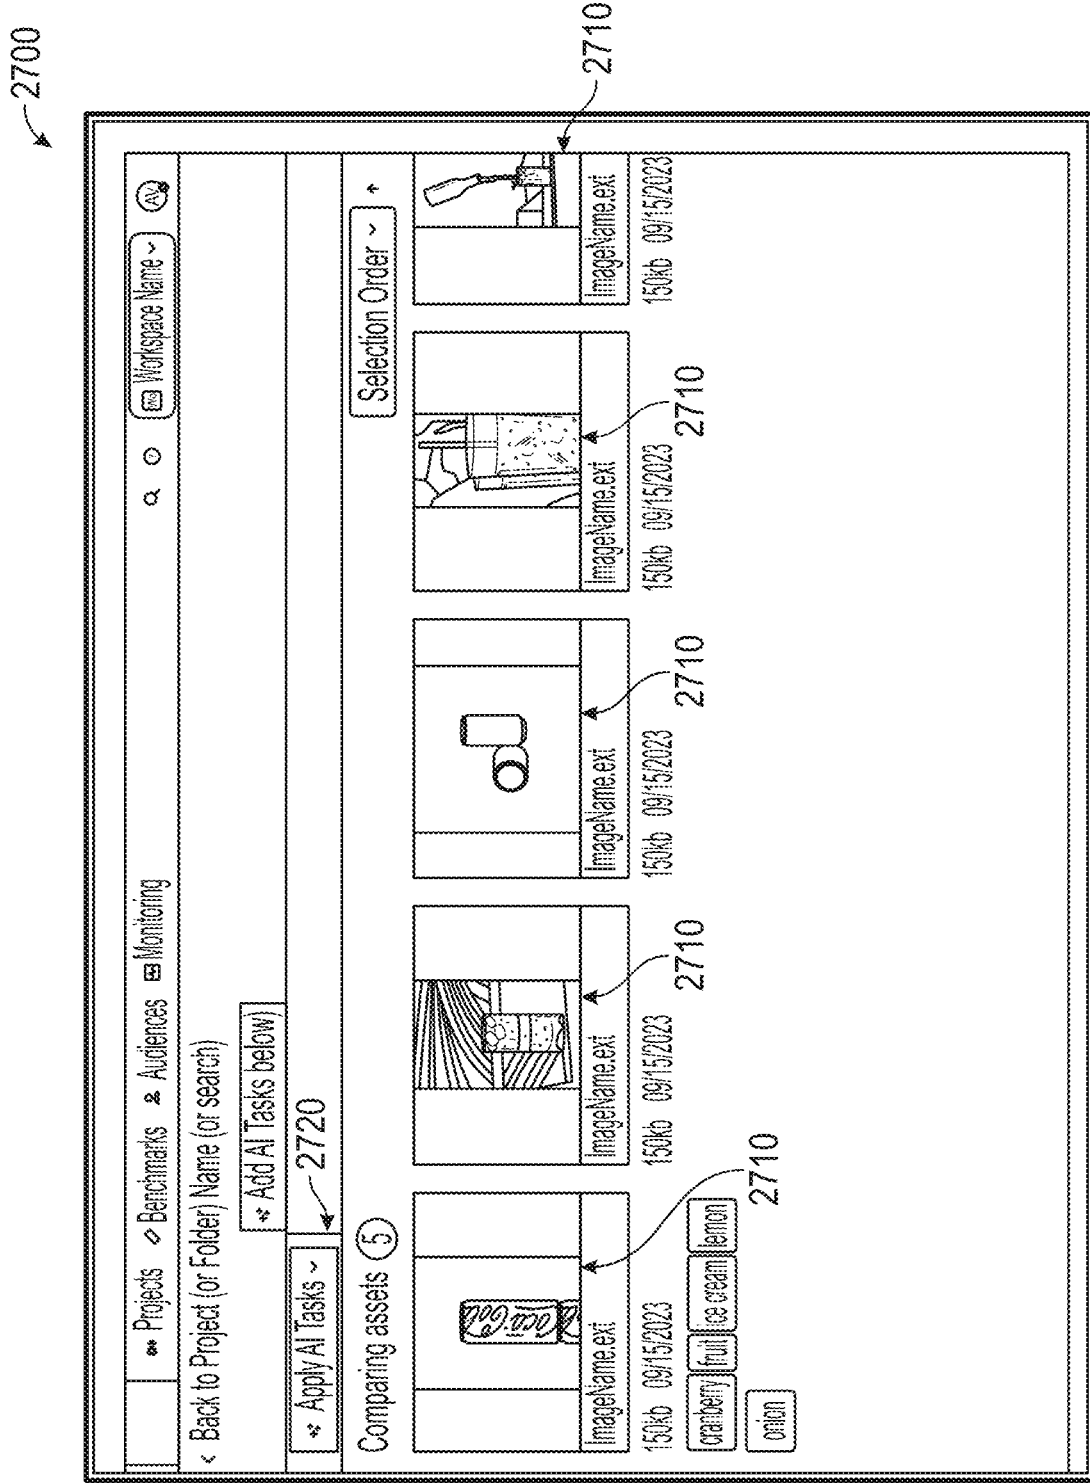 2700
Projects Benchmarks Audiences Monitoring Workspace Name AV
Back to Project (or Folder) Name (or search)
Add AI Tasks below)
Apply AI Tasks 2720
Comparing assets 5 Selection Order
Coca Cola
ImageName.ext ImageName.ext ImageName.ext ImageName.ext ImageName.ext
150kb 09/15/2023 150kb 09/15/2023 150kb 09/15/2023 150kb 09/15/2023 150kb 09/15/2023
2710 2710 2710 2710 2710
cranberry fruit ice cream lemon
onion